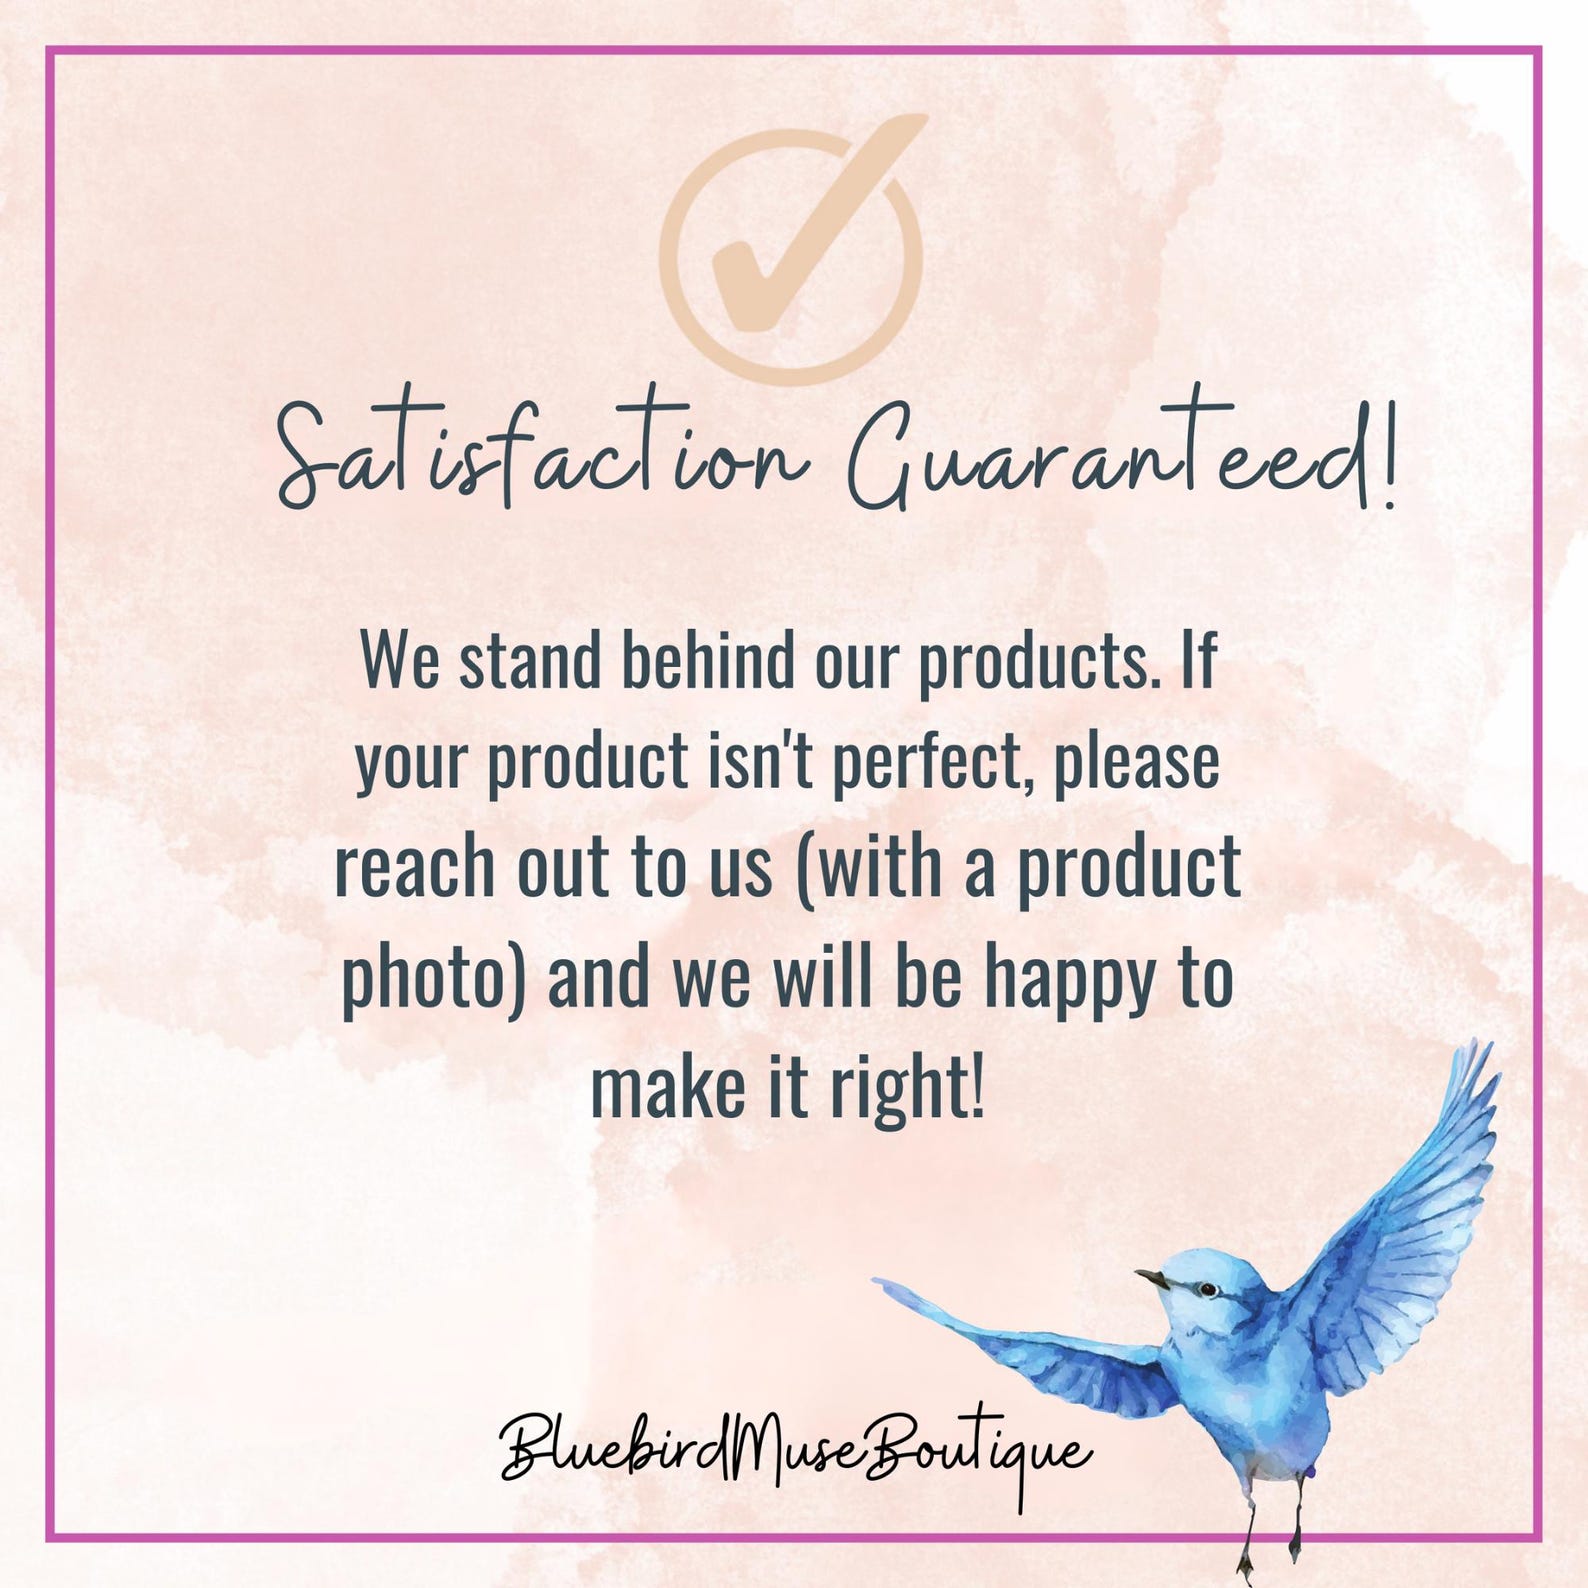 Satisfaction Guaranteed!
We stand behind our products. If
your product isn't perfect, please
reach out to us (with a product
photo) and we will be happy to
make it right!
BluebirdMuseBoutique